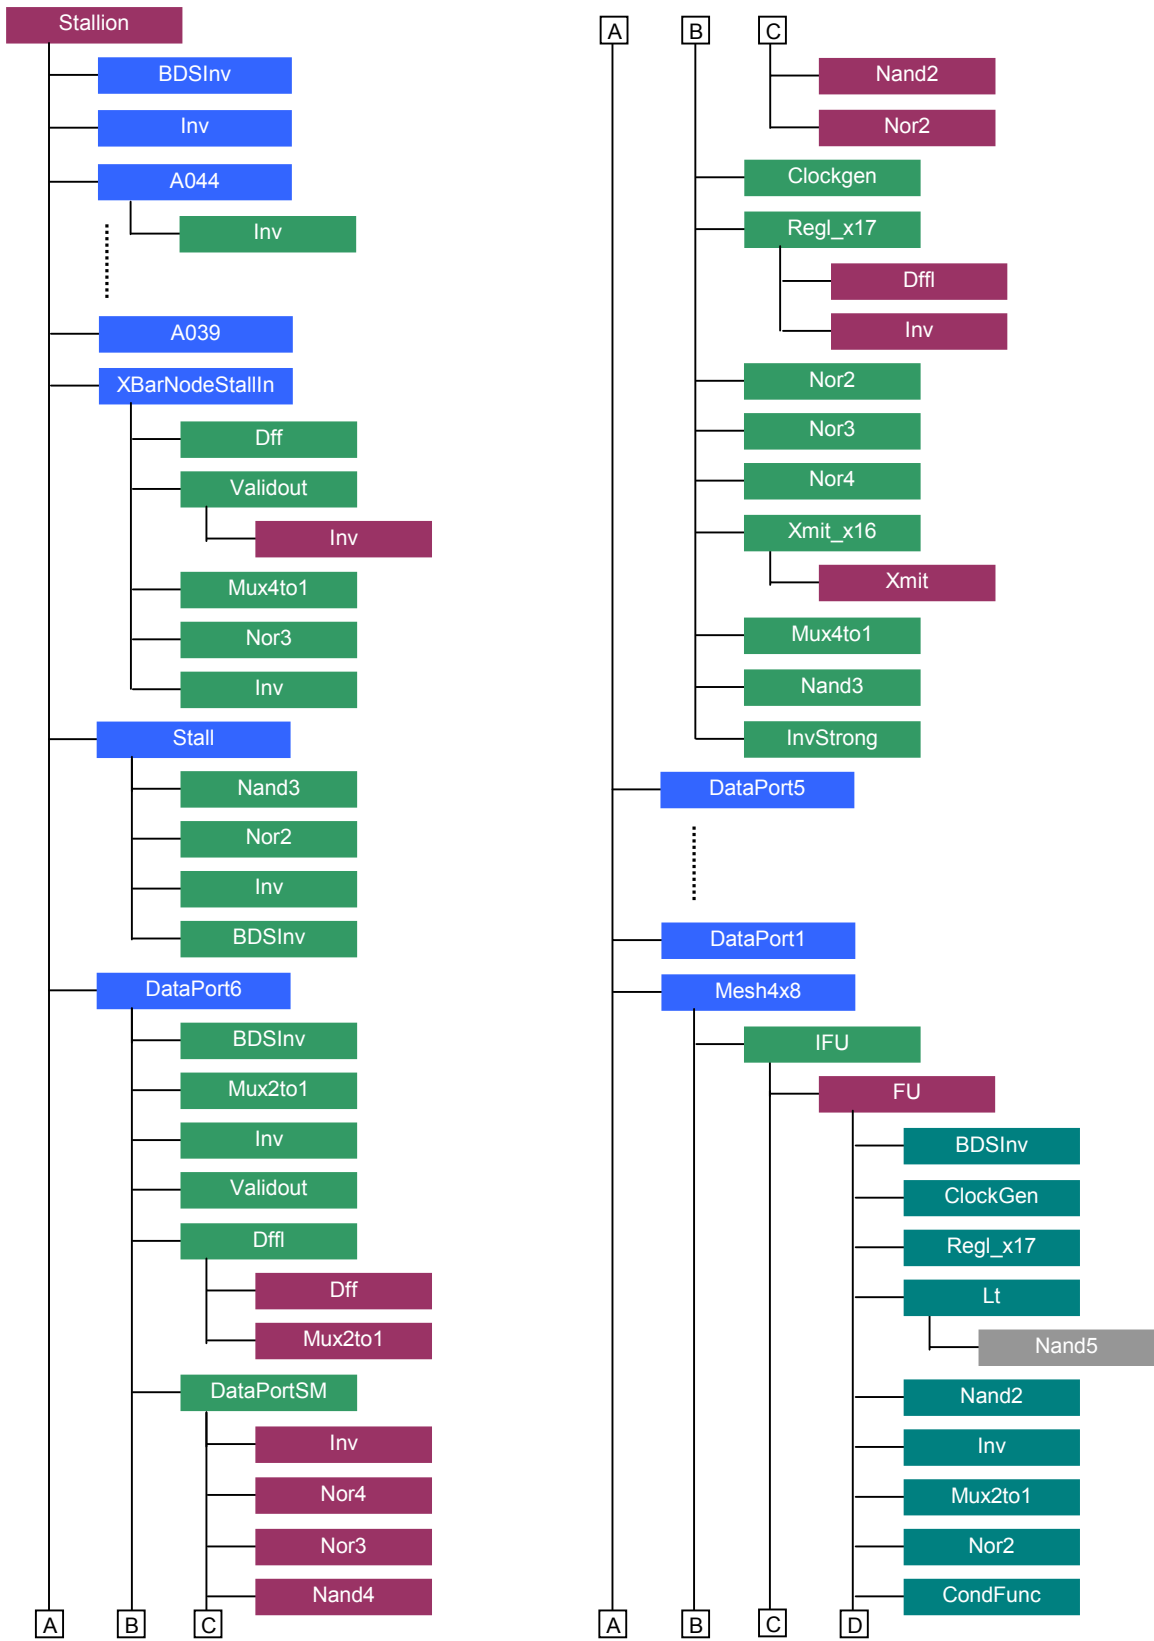 Stallion
BDSInv
Inv
A044
Inv
A039
XBarNodeStallIn
Dff
Validout
Inv
Mux4to1
Nor3
Inv
Stall
Nand3
Nor2
Inv
BDSInv
DataPort6
BDSInv
Mux2to1
Inv
Validout
Dffl
Dff
Mux2to1
DataPortSM
Inv
Nor4
Nor3
Nand4
A B C
A B C
Nand2
Nor2
Clockgen
Regl_x17
Dffl
Inv
Nor2
Nor3
Nor4
Xmit_x16
Xmit
Mux4to1
Nand3
InvStrong
DataPort5
DataPort1
Mesh4x8
IFU
FU
BDSInv
ClockGen
Regl_x17
Lt
Nand5
Nand2
Inv
Mux2to1
Nor2
CondFunc
A B C D